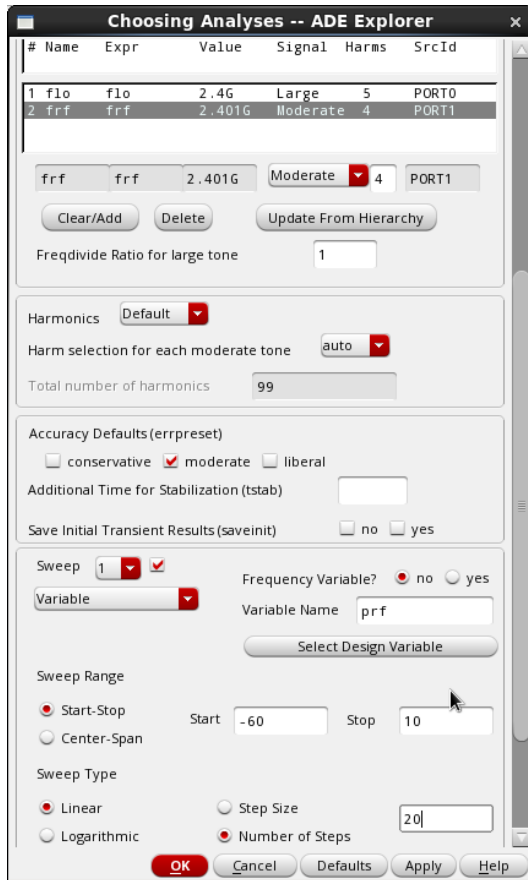 Choosing Analyses -- ADE Explorer
# Name Expr Value Signal Harms SrcId
1 flo flo 2.4G Large 5 PORT0
2 frf frf 2.401G Moderate 4 PORT1
frf frf 2.401G Moderate 4 PORT1
Clear/Add Delete Update From Hierarchy
Freqdivide Ratio for large tone 1
Harmonics Default
Harm selection for each moderate tone auto
Total number of harmonics 99
Accuracy Defaults (errpreset)
conservative moderate liberal
Additional Time for Stabilization (tstab)
Save Initial Transient Results (saveinit) no yes
Sweep 1
Frequency Variable? no yes
Variable
Variable Name prf
Select Design Variable
Sweep Range
Start-Stop
Start -60 Stop 10
Center-Span
Sweep Type
Linear Step Size
20
Logarithmic Number of Steps
OK Cancel Defaults Apply Help